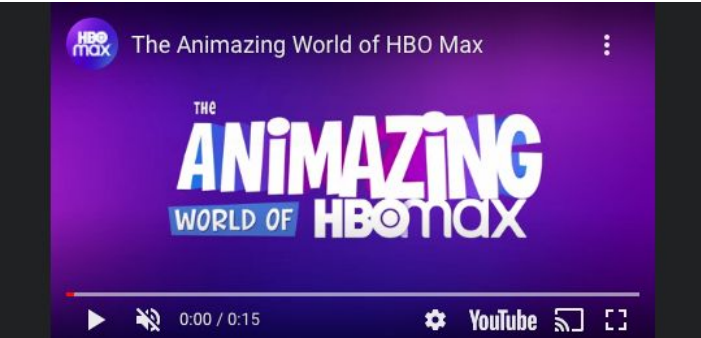 HBO
max
The Animazing World of HBO Max
THE
ANiMAZiNG
WORLD OF HBOmax
0:00 / 0:15
YouTube